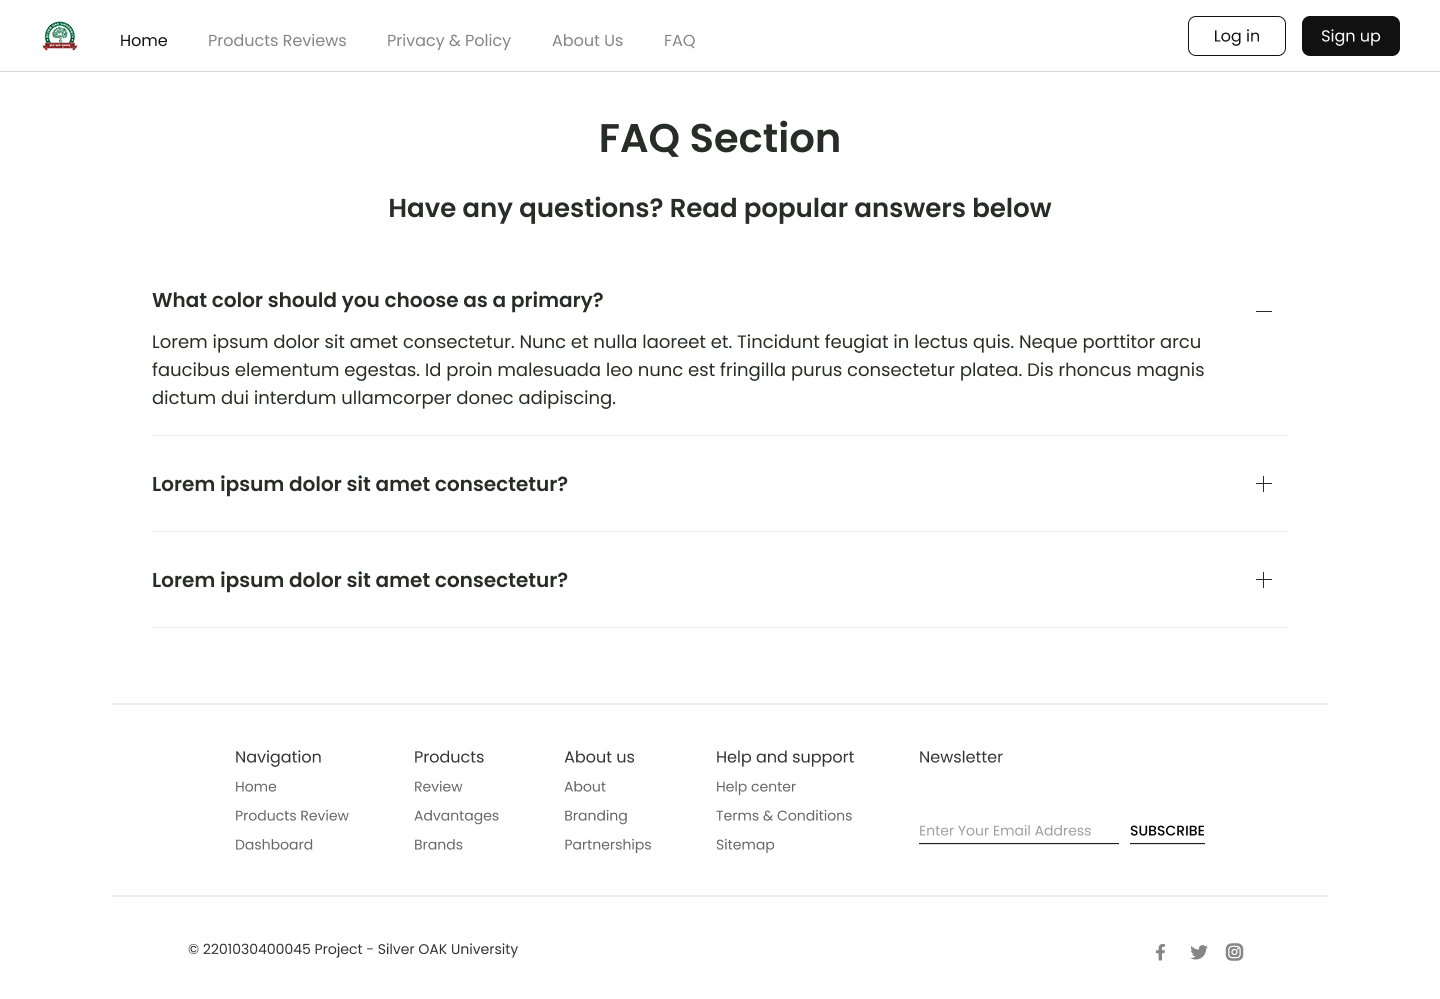 Home Products Reviews Privacy & Policy About Us FAQ Log in Sign up
FAQ Section
Have any questions? Read popular answers below
What color should you choose as a primary?
Lorem ipsum dolor sit amet consectetur. Nunc et nulla laoreet et. Tincidunt feugiat in lectus quis. Neque porttitor arcu
faucibus elementum egestas. Id proin malesuada leo nunc est fringilla purus consectetur platea. Dis rhoncus magnis
dictum dui interdum ullamcorper donec adipiscing.
Lorem ipsum dolor sit amet consectetur?
Lorem ipsum dolor sit amet consectetur?
Navigation
Home
Products Review
Dashboard
Products
Review
Advantages
Brands
About us
About
Branding
Partnerships
Help and support
Help center
Terms & Conditions
Sitemap
Newsletter
Enter Your Email Address SUBSCRIBE
© 2201030400045 Project - Silver OAK University